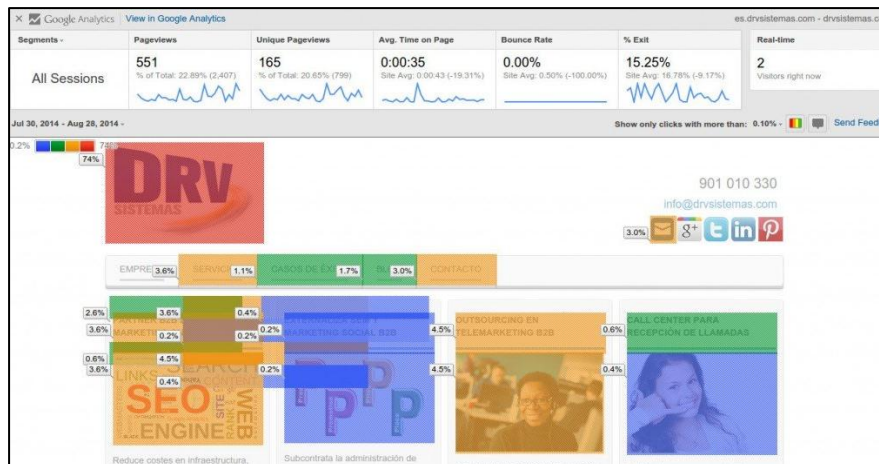 × Google Analytics View in Google Analytics es.drvsistemas.com - drvsistemas.c
Segments Pageviews Unique Pageviews Avg. Time on Page Bounce Rate % Exit Real-time
All Sessions
551
% of Total: 22.89% (2,407)
165
% of Total: 20.65% (799)
0:00:35
Site Avg: 0:00:43 (-19.31%)
0.00%
Site Avg: 0.50% (-100.00%)
15.25%
Site Avg: 16.78% (-9.17%)
2
Visitors right now
Jul 30, 2014 - Aug 28, 2014 Show only clicks with more than: 0.10% Send Feed
0.2% 74%
74%
DRV
SISTEMAS
901 010 330
info@drvsistemas.com
3.0% g+ t in P
EMPRE 3.6% SERVIC 1.1% CASOS DE ÉX 1.7% BL 3.0% CONTACTO
2.6% 3.6% 0.4%
3.6% MARKETING 0.2% 0.2% 0.2% MARKETING SOCIAL B2B
4.5% OUTSOURCING EN
TELEMARKETING B2B
0.6% CALL CENTER PARA
RECEPCIÓN DE LLAMADAS
0.6% 4.5%
3.6% 0.4% 0.2% 4.5% 0.4%
LINKS
SEO
ENGINE
WEB
SITE
RANK
CONTENT
P P P P
Reduce costes en infraestructura,
Subcontrata la administración de